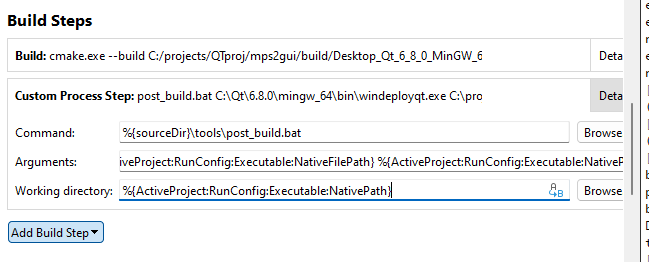 Build Steps
Build: cmake.exe --build C:/projects/QTproj/mps2gui/build/Desktop_Qt_6_8_0_MinGW_6
Deta
Custom Process Step: post_build.bat C:\Qt\6.8.0\mingw_64\bin\windeployqt.exe C:\pro
Deta
Command: %{sourceDir}\tools\post_build.bat Browse
Arguments: iveProject:RunConfig:Executable:NativeFilePath} %{ActiveProject:RunConfig:Executable:NativeP
Working directory: %{ActiveProject:RunConfig:Executable:NativePath} Browse
Add Build Step